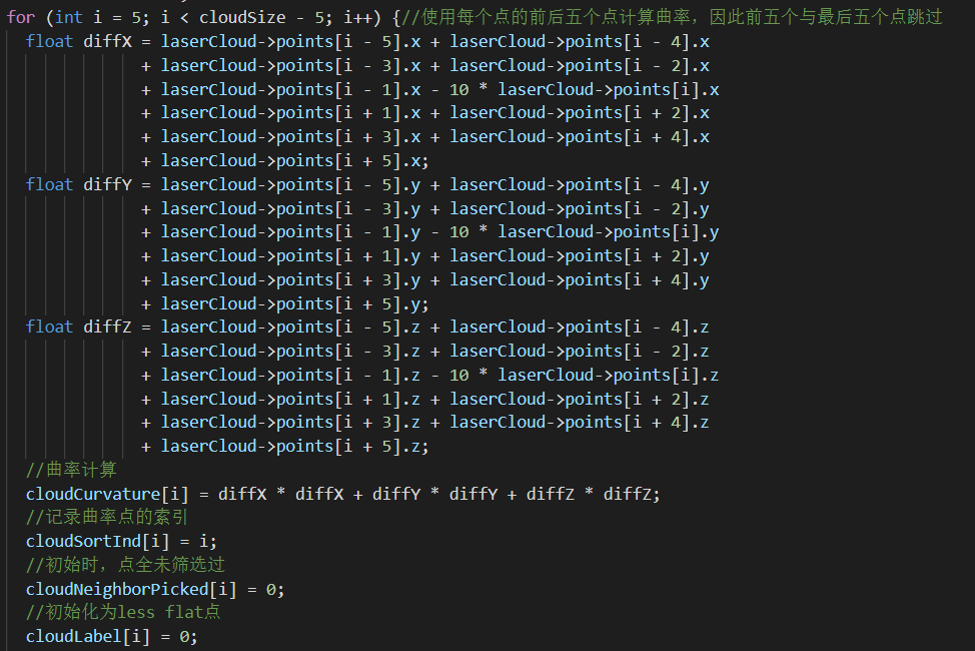 for (int i = 5; i < cloudSize - 5; i++) {//使用每个点的前后五个点计算曲率，因此前五个与最后五个点跳过
float diffX = laserCloud->points[i - 5].x + laserCloud->points[i - 4].x
+ laserCloud->points[i - 3].x + laserCloud->points[i - 2].x
+ laserCloud->points[i - 1].x - 10 * laserCloud->points[i].x
+ laserCloud->points[i + 1].x + laserCloud->points[i + 2].x
+ laserCloud->points[i + 3].x + laserCloud->points[i + 4].x
+ laserCloud->points[i + 5].x;
float diffY = laserCloud->points[i - 5].y + laserCloud->points[i - 4].y
+ laserCloud->points[i - 3].y + laserCloud->points[i - 2].y
+ laserCloud->points[i - 1].y - 10 * laserCloud->points[i].y
+ laserCloud->points[i + 1].y + laserCloud->points[i + 2].y
+ laserCloud->points[i + 3].y + laserCloud->points[i + 4].y
+ laserCloud->points[i + 5].y;
float diffZ = laserCloud->points[i - 5].z + laserCloud->points[i - 4].z
+ laserCloud->points[i - 3].z + laserCloud->points[i - 2].z
+ laserCloud->points[i - 1].z - 10 * laserCloud->points[i].z
+ laserCloud->points[i + 1].z + laserCloud->points[i + 2].z
+ laserCloud->points[i + 3].z + laserCloud->points[i + 4].z
+ laserCloud->points[i + 5].z;
//曲率计算
cloudCurvature[i] = diffX * diffX + diffY * diffY + diffZ * diffZ;
//记录曲率点的索引
cloudSortInd[i] = i;
//初始时，点全未筛选过
cloudNeighborPicked[i] = 0;
//初始化为less flat点
cloudLabel[i] = 0;